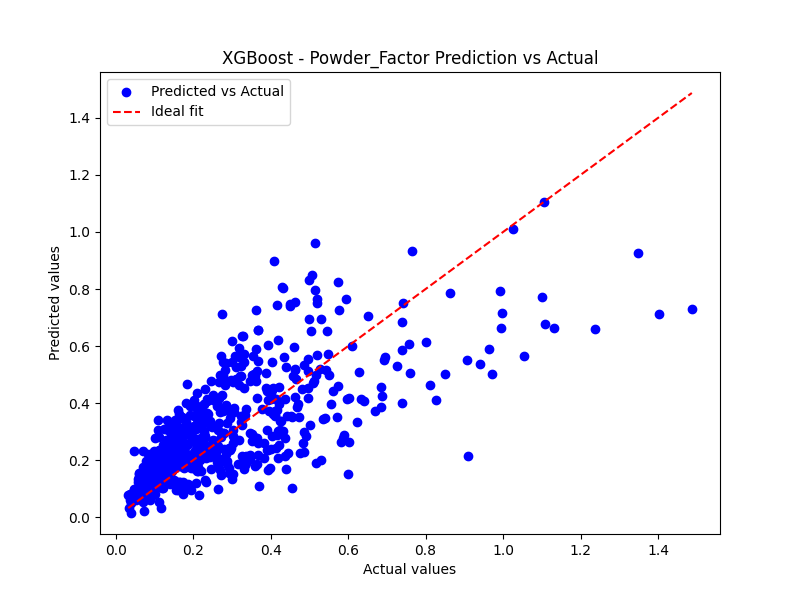 XGBoost - Powder_Factor Prediction vs Actual
Predicted vs Actual
Ideal fit
Predicted values
1.4
1.2
1.0
0.8
0.6
0.4
0.2
0.0
0.0 0.2 0.4 0.6 0.8 1.0 1.2 1.4
Actual values